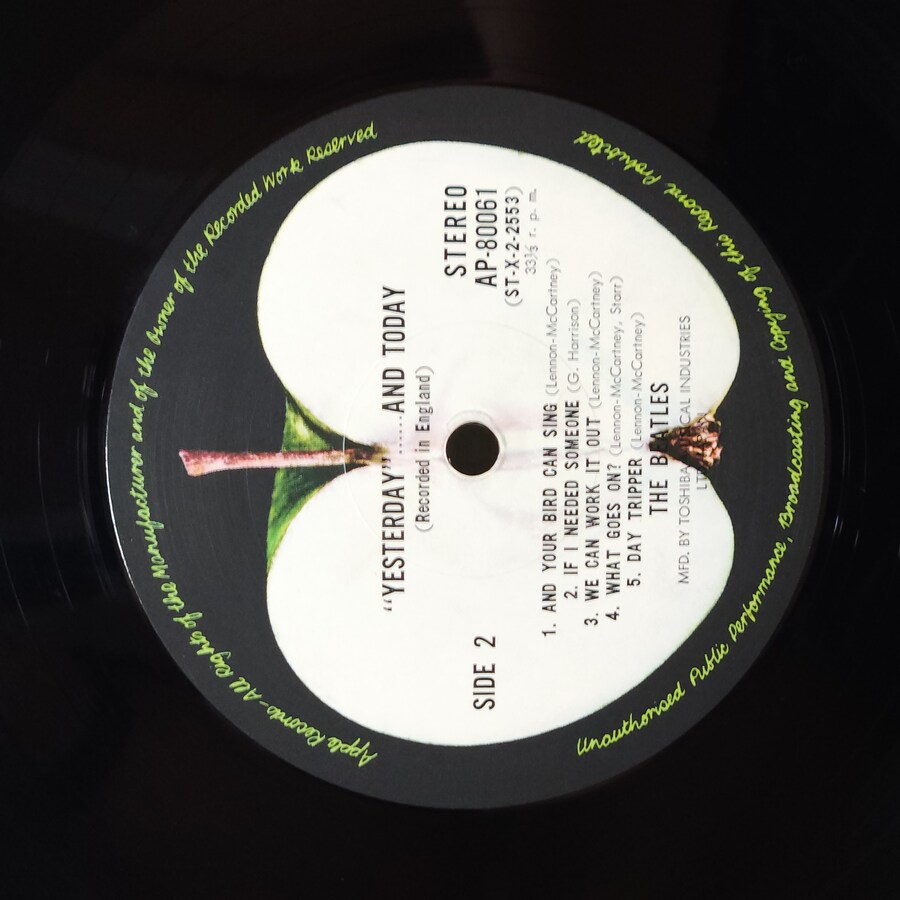 Apple Records-All Rights of the Manufacturer and of the Owner of the Recorded Work Reserved
"YESTERDAY"······AND TODAY
(Recorded in England)
SIDE 2
STEREO
AP-80061
(ST-X-2-2553)
33⅓ r. p. m.
1. AND YOUR BIRD CAN SING (Lennon-McCartney)
2. IF I NEEDED SOMEONE (G. Harrison)
3. WE CAN WORK IT OUT (Lennon-McCartney)
4. WHAT GOES ON? (Lennon-McCartney, Starr)
5. DAY TRIPPER (Lennon-McCartney)
THE BEATLES
MFD. BY TOSHIBA INDUSTRIES
Unauthorised Public Performance, Broadcasting and Copying of this Record Prohibited